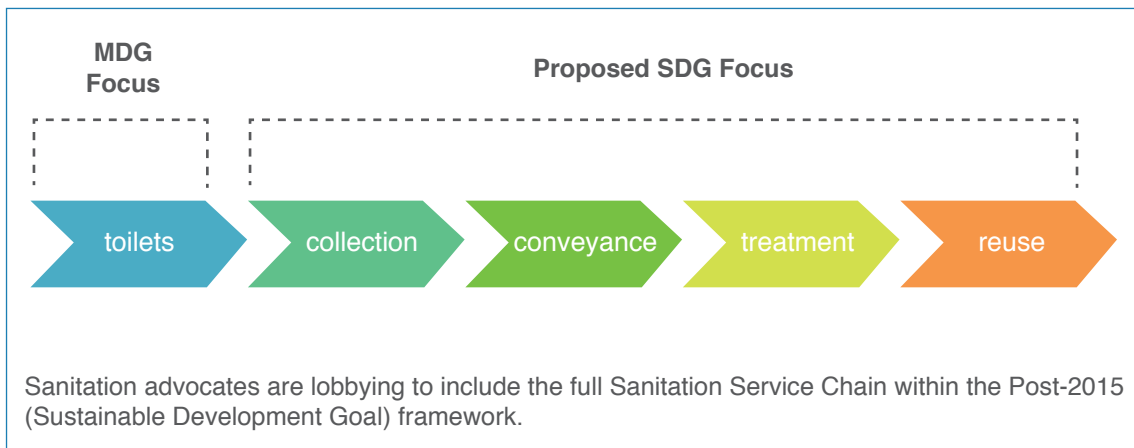 MDG
Focus
Proposed SDG Focus
toilets
collection
conveyance
treatment
reuse
Sanitation advocates are lobbying to include the full Sanitation Service Chain within the Post-2015
(Sustainable Development Goal) framework.